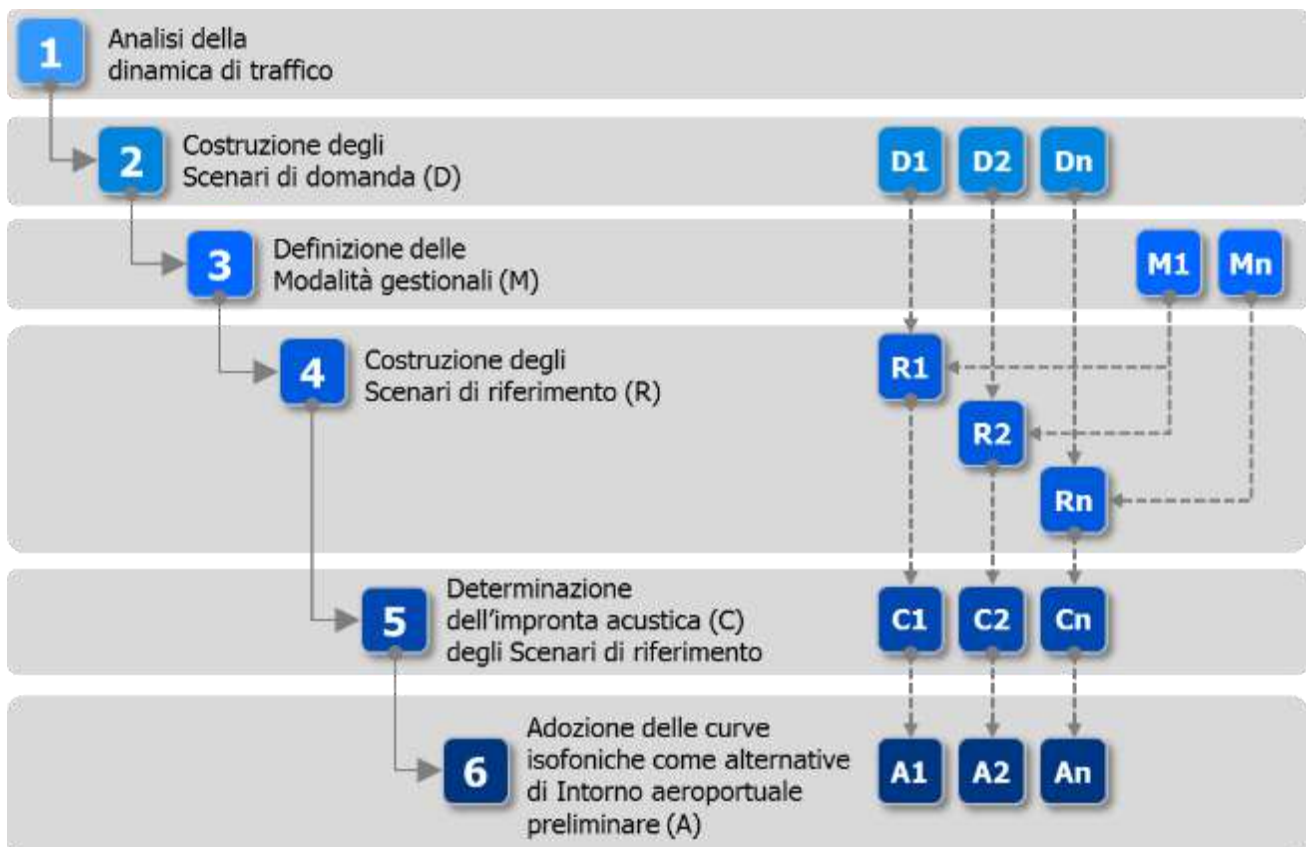 1
Analisi della
dinamica di traffico
2
Costruzione degli
Scenari di domanda (D)
D1 D2 Dn
3
Definizione delle
Modalità gestionali (M)
M1 Mn
4
Costruzione degli
Scenari di riferimento (R)
R1
R2
Rn
5
Determinazione
dell'impronta acustica (C)
degli Scenari di riferimento
C1 C2 Cn
6
Adozione delle curve
isofoniche come alternative
di Intorno aeroportuale
preliminare (A)
A1 A2 An